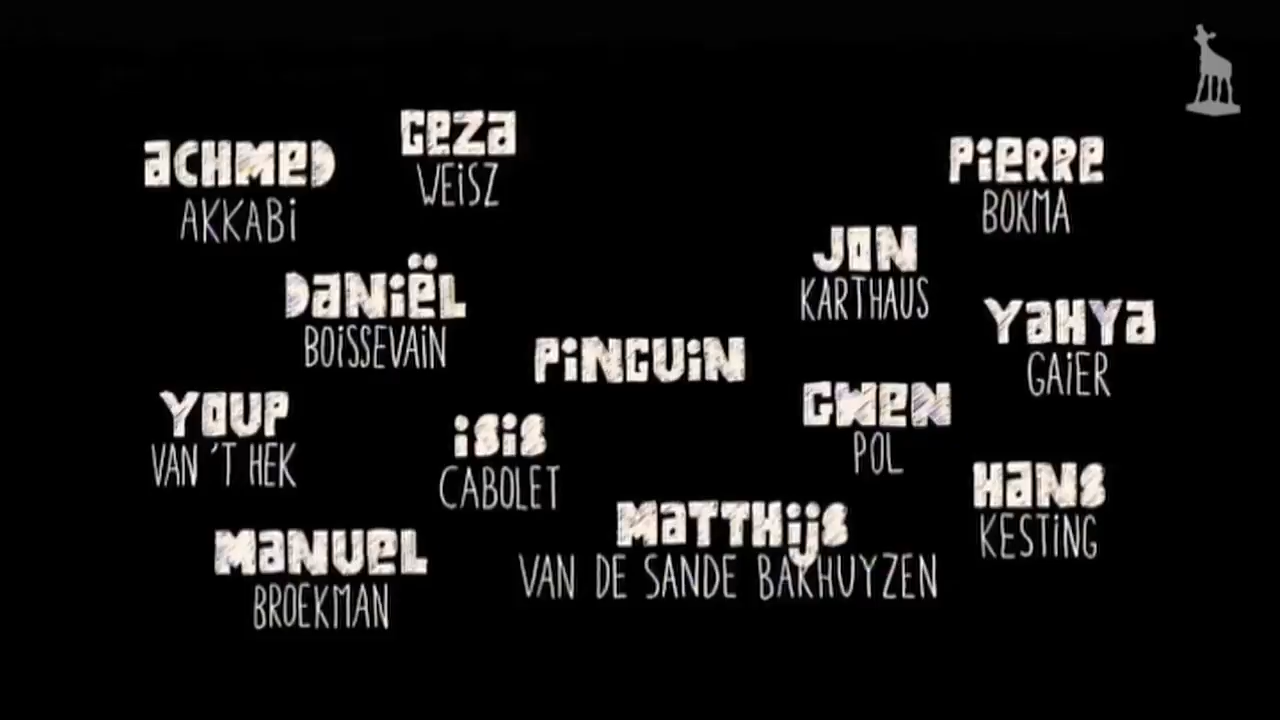 ACHMED
AKKABi
GEZA
WEiSZ
PiERRE
BOKMA
JON
KARTHAUS
DaNiëL
BOiSSEVAiN
YaHYa
GAiER
PiNGUiN
YOUP
VAN 'T HEK
iSiS
CABOLET
GWeN
POL
HaNS
KESTiNG
MaTTHijS
VAN DE SANDE BAKHUYZEN
MaNUeL
BROEKMAN